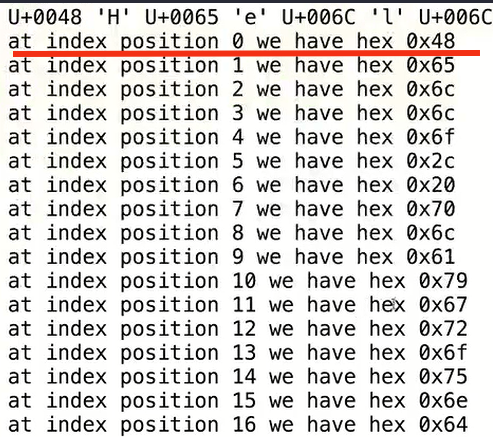 U+0048 'H' U+0065 'e' U+006C 'l' U+006C
at index position 0 we have hex 0x48
at index position 1 we have hex 0x65
at index position 2 we have hex 0x6c
at index position 3 we have hex 0x6c
at index position 4 we have hex 0x6f
at index position 5 we have hex 0x2c
at index position 6 we have hex 0x20
at index position 7 we have hex 0x70
at index position 8 we have hex 0x6c
at index position 9 we have hex 0x61
at index position 10 we have hex 0x79
at index position 11 we have hex 0x67
at index position 12 we have hex 0x72
at index position 13 we have hex 0x6f
at index position 14 we have hex 0x75
at index position 15 we have hex 0x6e
at index position 16 we have hex 0x64